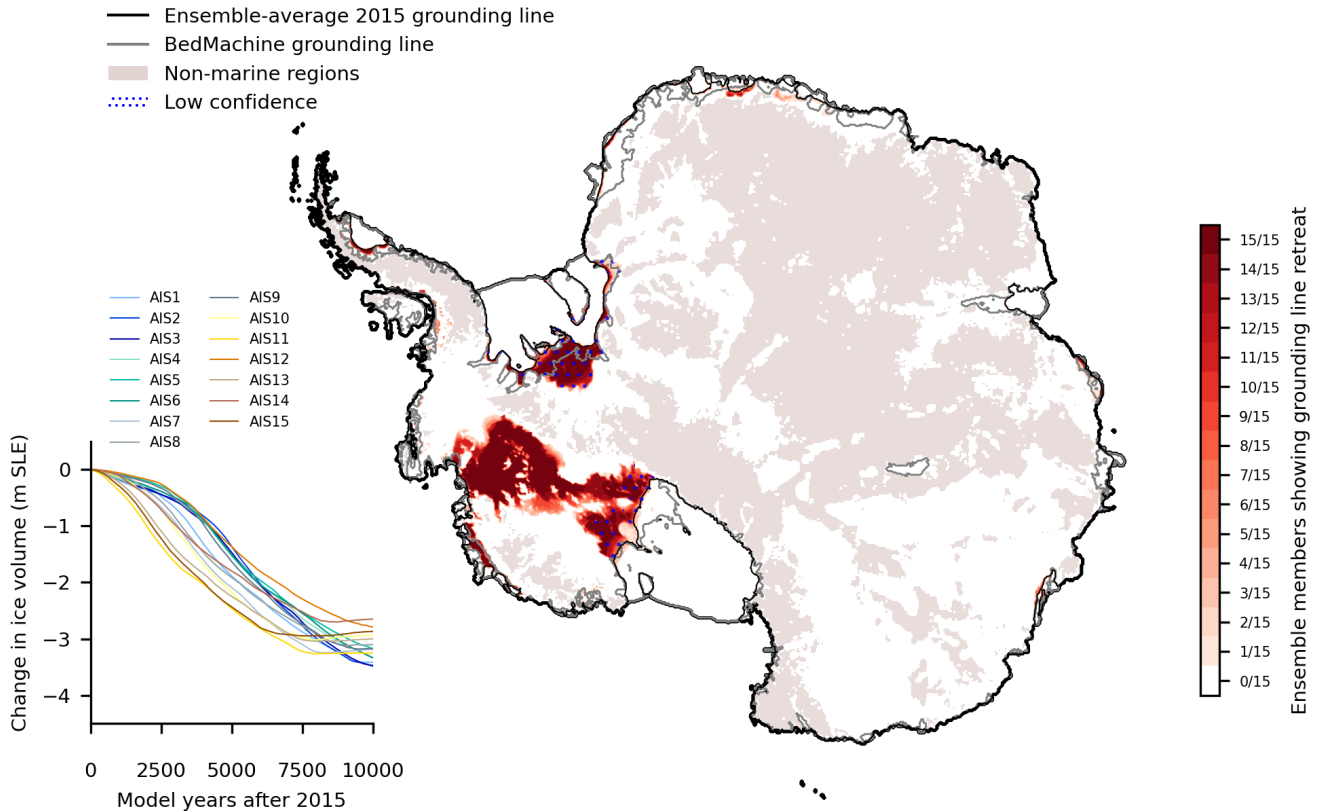 Ensemble-average 2015 grounding line
BedMachine grounding line
Non-marine regions
Low confidence
AIS1
AIS2
AIS3
AIS4
AIS5
AIS6
AIS7
AIS8
AIS9
AIS10
AIS11
AIS12
AIS13
AIS14
AIS15
Change in ice volume (m SLE)
0
−1
−2
−3
−4
0 2500 5000 7500 10000
Model years after 2015
15/15
14/15
13/15
12/15
11/15
10/15
9/15
8/15
7/15
6/15
5/15
4/15
3/15
2/15
1/15
0/15
Ensemble members showing grounding line retreat